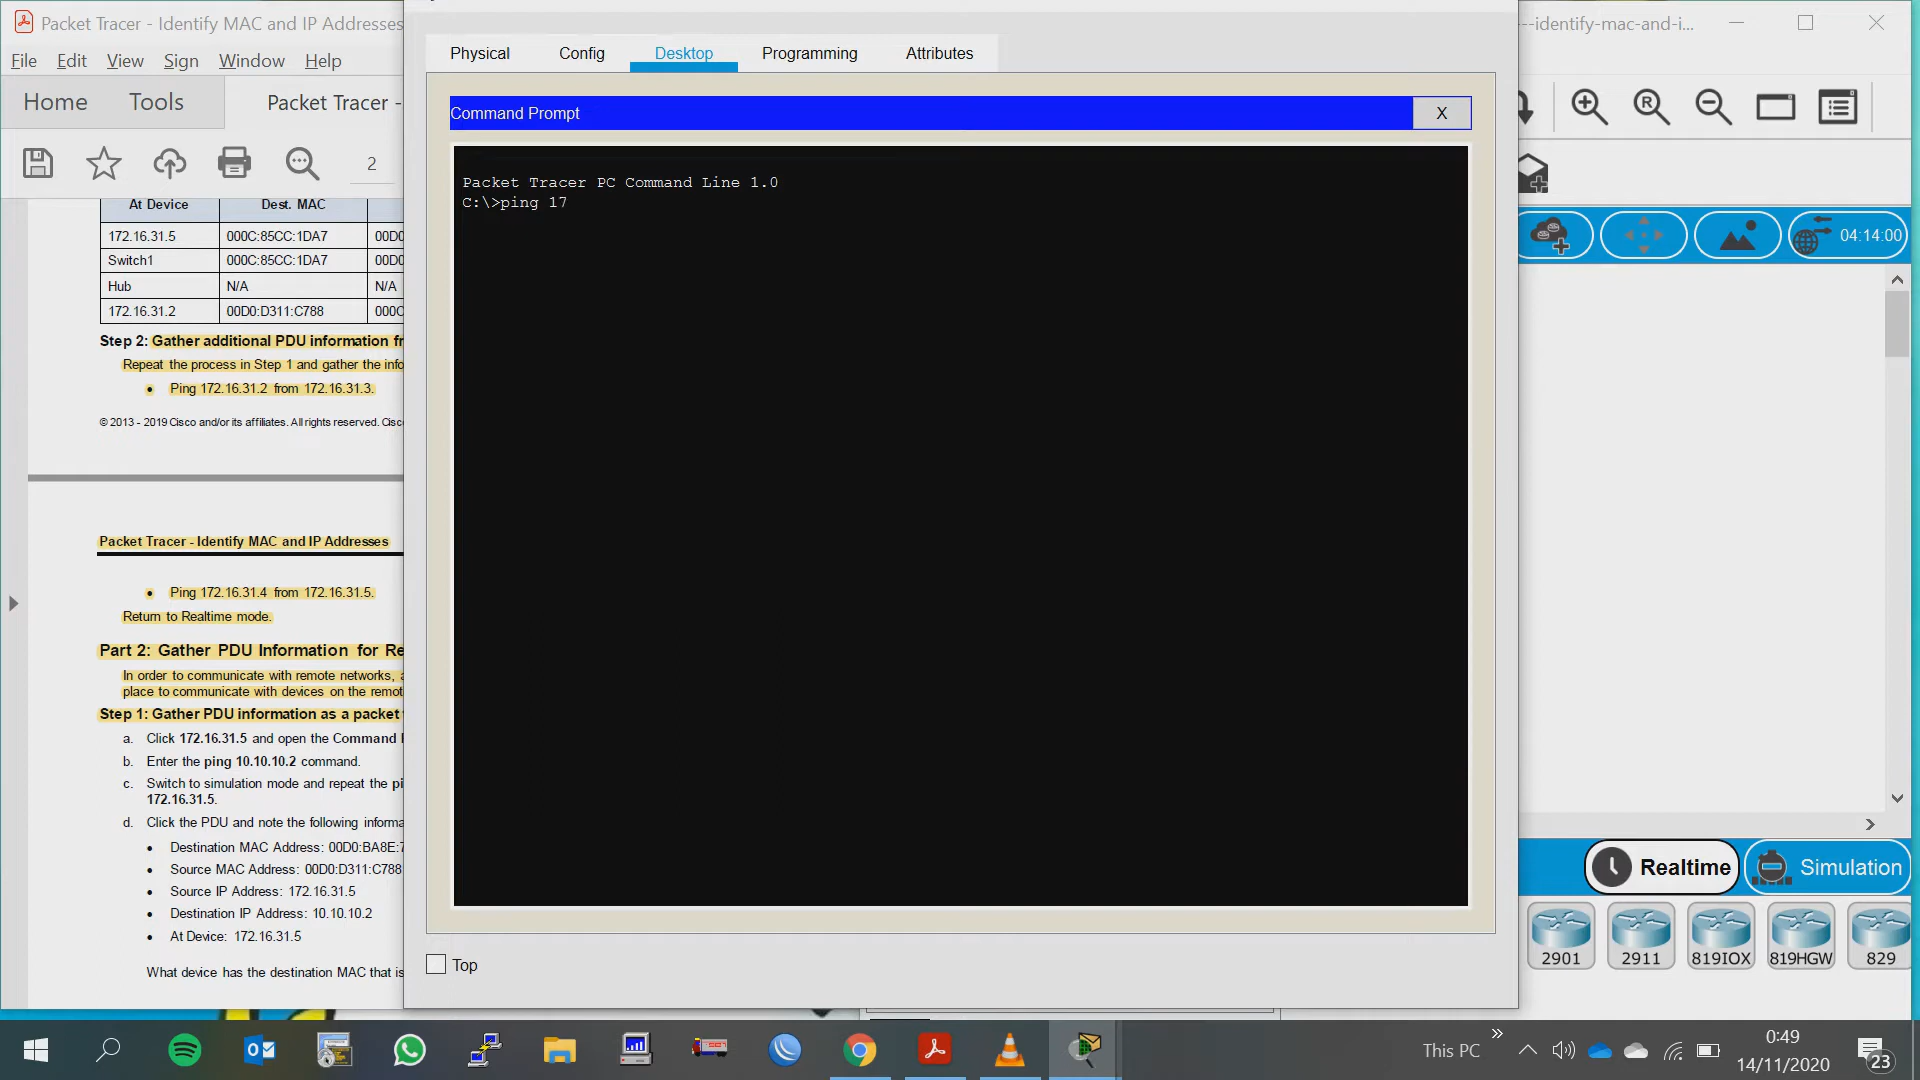 Packet Tracer - Identify MAC and IP Addresses
---identify-mac-and-i...
File Edit View Sign Window Help
Home Tools Packet Tracer -
2
Physical Config Desktop Programming Attributes
Command Prompt X
Packet Tracer PC Command Line 1.0
C:\>ping 17
At Device Dest. MAC
172.16.31.5 000C:85CC:1DA7 00D0
Switch1 000C:85CC:1DA7 00D0
Hub N/A N/A
172.16.31.2 00D0:D311:C788 000C
Step 2: Gather additional PDU information fr
Repeat the process in Step 1 and gather the info
• Ping 172.16.31.2 from 172.16.31.3.
© 2013 - 2019 Cisco and/or its affiliates. All rights reserved. Cisc
Packet Tracer - Identify MAC and IP Addresses
• Ping 172.16.31.4 from 172.16.31.5.
Return to Realtime mode.
Part 2: Gather PDU Information for Re
In order to communicate with remote networks, a
place to communicate with devices on the remot
Step 1: Gather PDU information as a packet
a. Click 172.16.31.5 and open the Command
b. Enter the ping 10.10.10.2 command.
c. Switch to simulation mode and repeat the pi
172.16.31.5.
d. Click the PDU and note the following informa
• Destination MAC Address: 00D0:BA8E:7
• Source MAC Address: 00D0:D311:C788
• Source IP Address: 172.16.31.5
• Destination IP Address: 10.10.10.2
• At Device: 172.16.31.5
What device has the destination MAC that is
Top
04:14:00
Realtime Simulation
2901 2911 819IOX 819HGW 829
This PC
0:49
14/11/2020
23